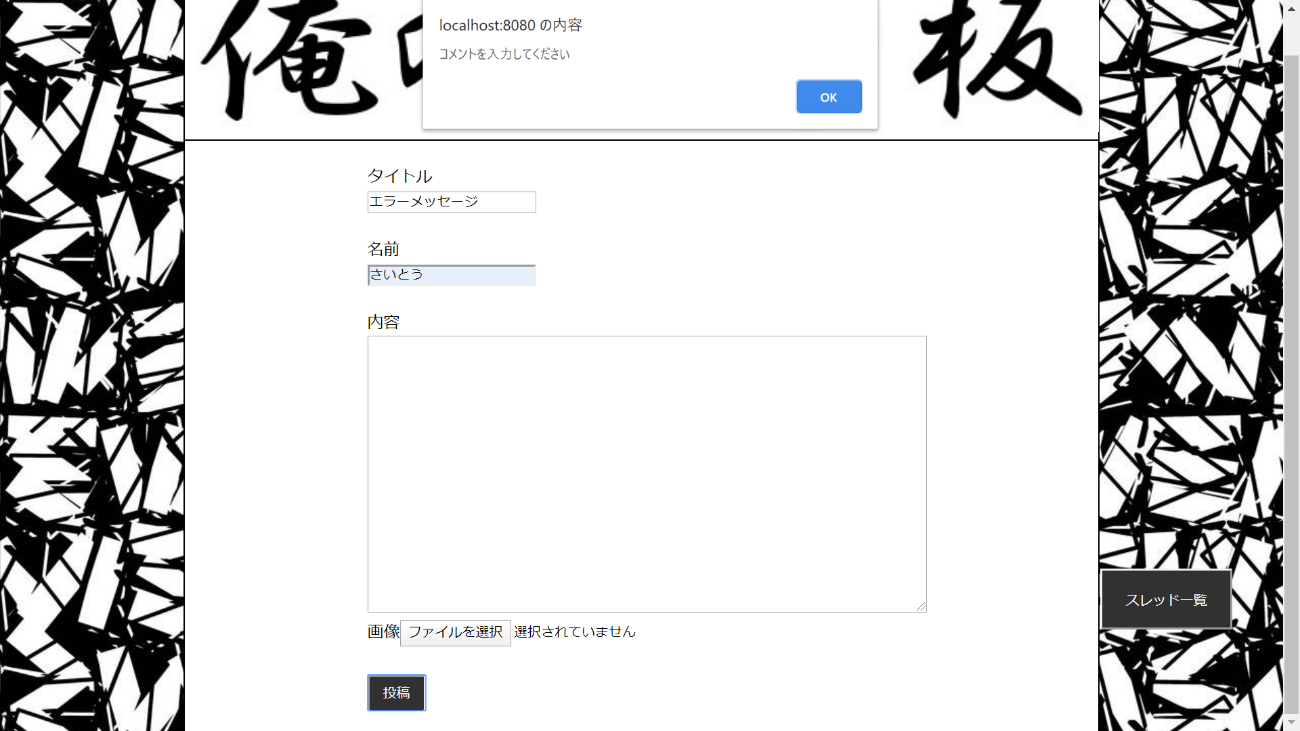 俺 板
localhost:8080 の内容
コメントを入力してください
OK
タイトル
エラーメッセージ
名前
さいとう
内容
画像 ファイルを選択 選択されていません
スレッド一覧
投稿